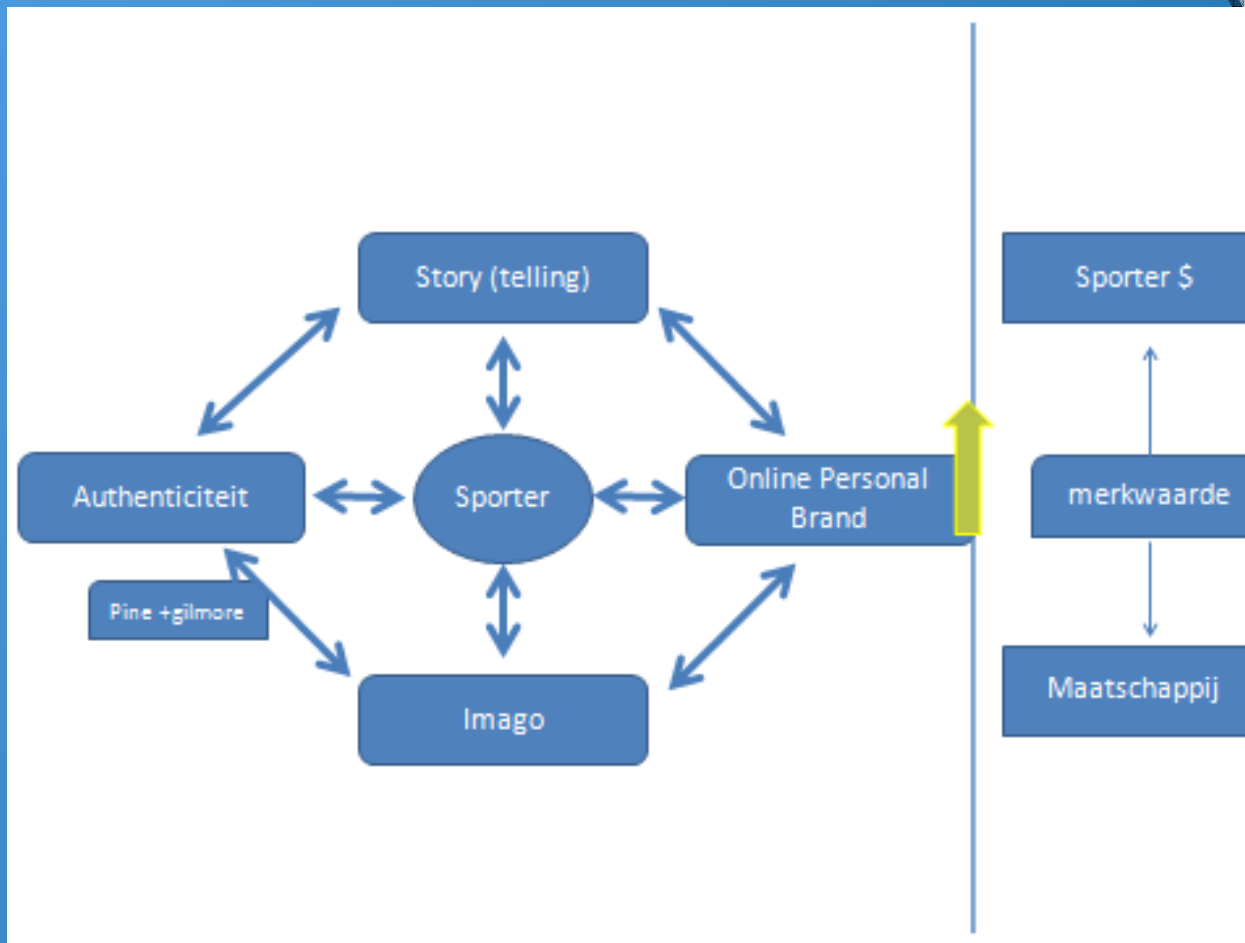 Story (telling)
Sporter $
Authenticiteit
Sporter
Online Personal
Brand
merkwaarde
Pine +gilmore
Maatschappij
Imago